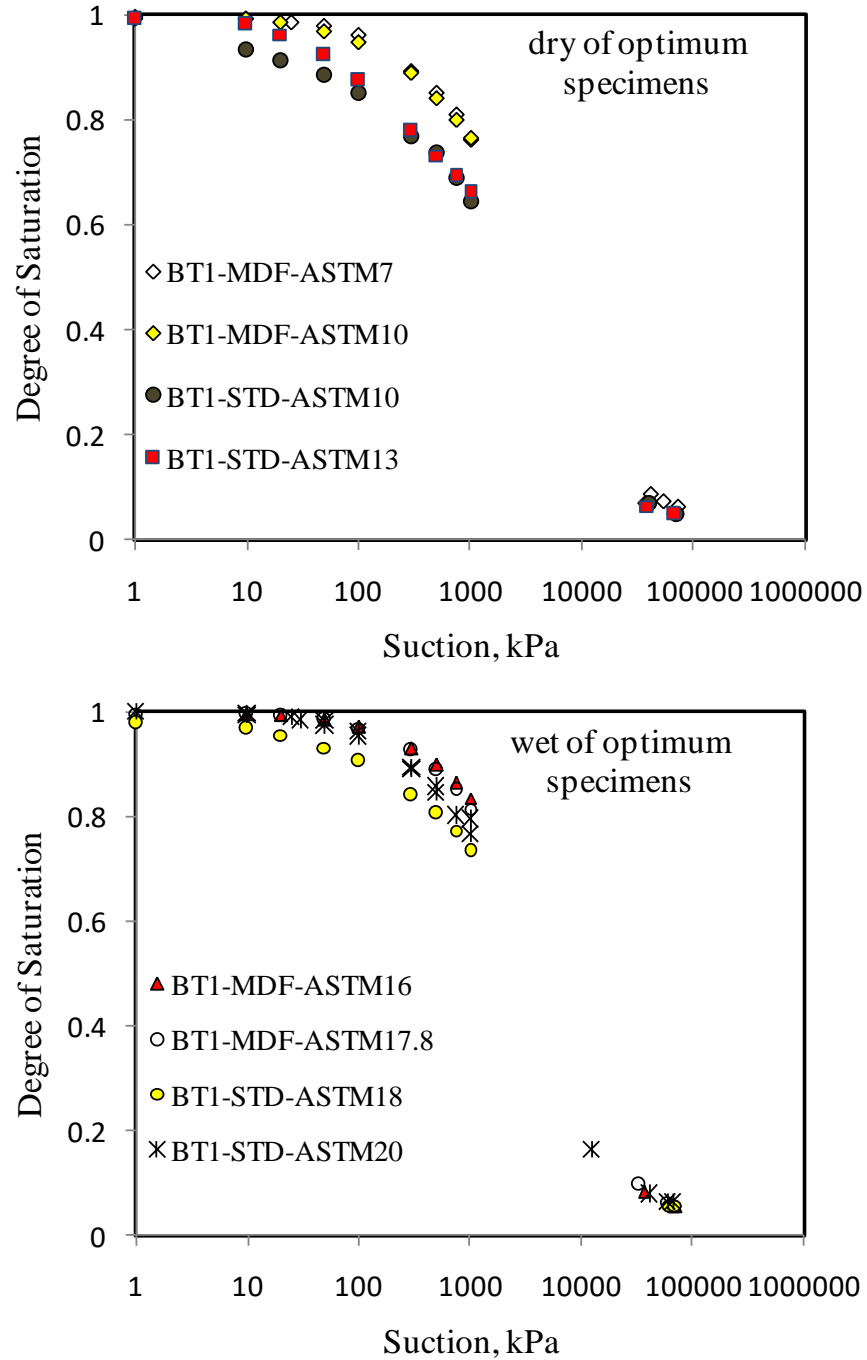 1
dry of optimum
specimens
0.8
0.6
0.4
0.2
0
Degree of Saturation
BT1-MDF-ASTM7
BT1-MDF-ASTM10
BT1-STD-ASTM10
BT1-STD-ASTM13
1 10 100 1000 10000 100000 1000000
Suction, kPa
1
wet of optimum
specimens
0.8
0.6
0.4
0.2
0
Degree of Saturation
BT1-MDF-ASTM16
BT1-MDF-ASTM17.8
BT1-STD-ASTM18
BT1-STD-ASTM20
1 10 100 1000 10000 100000 1000000
Suction, kPa